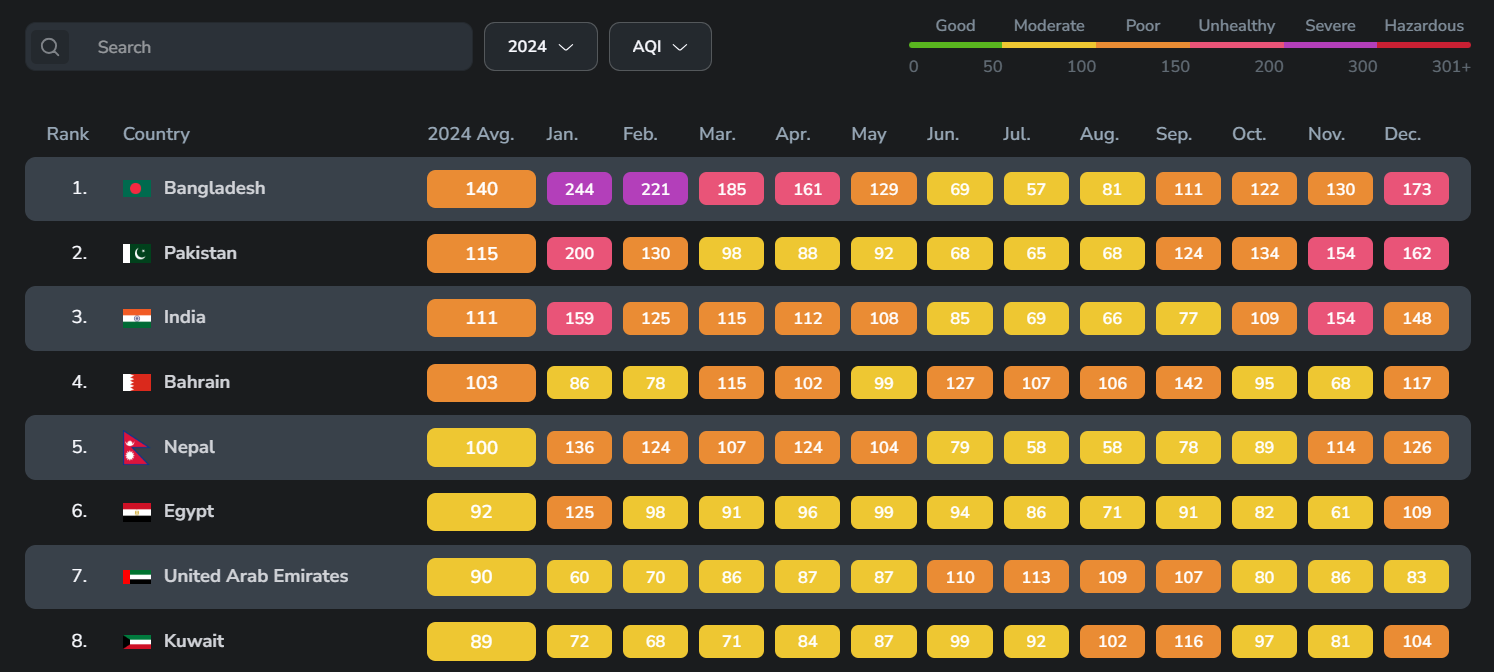 Search 2024 AQI Good Moderate Poor Unhealthy Severe Hazardous
0 50 100 150 200 300 301+
Rank Country 2024 Avg. Jan. Feb. Mar. Apr. May Jun. Jul. Aug. Sep. Oct. Nov. Dec.
1. Bangladesh 140 244 221 185 161 129 69 57 81 111 122 130 173
2. Pakistan 115 200 130 98 88 92 68 65 68 124 134 154 162
3. India 111 159 125 115 112 108 85 69 66 77 109 154 148
4. Bahrain 103 86 78 115 102 99 127 107 106 142 95 68 117
5. Nepal 100 136 124 107 124 104 79 58 58 78 89 114 126
6. Egypt 92 125 98 91 96 99 94 86 71 91 82 61 109
7. United Arab Emirates 90 60 70 86 87 87 110 113 109 107 80 86 83
8. Kuwait 89 72 68 71 84 87 99 92 102 116 97 81 104